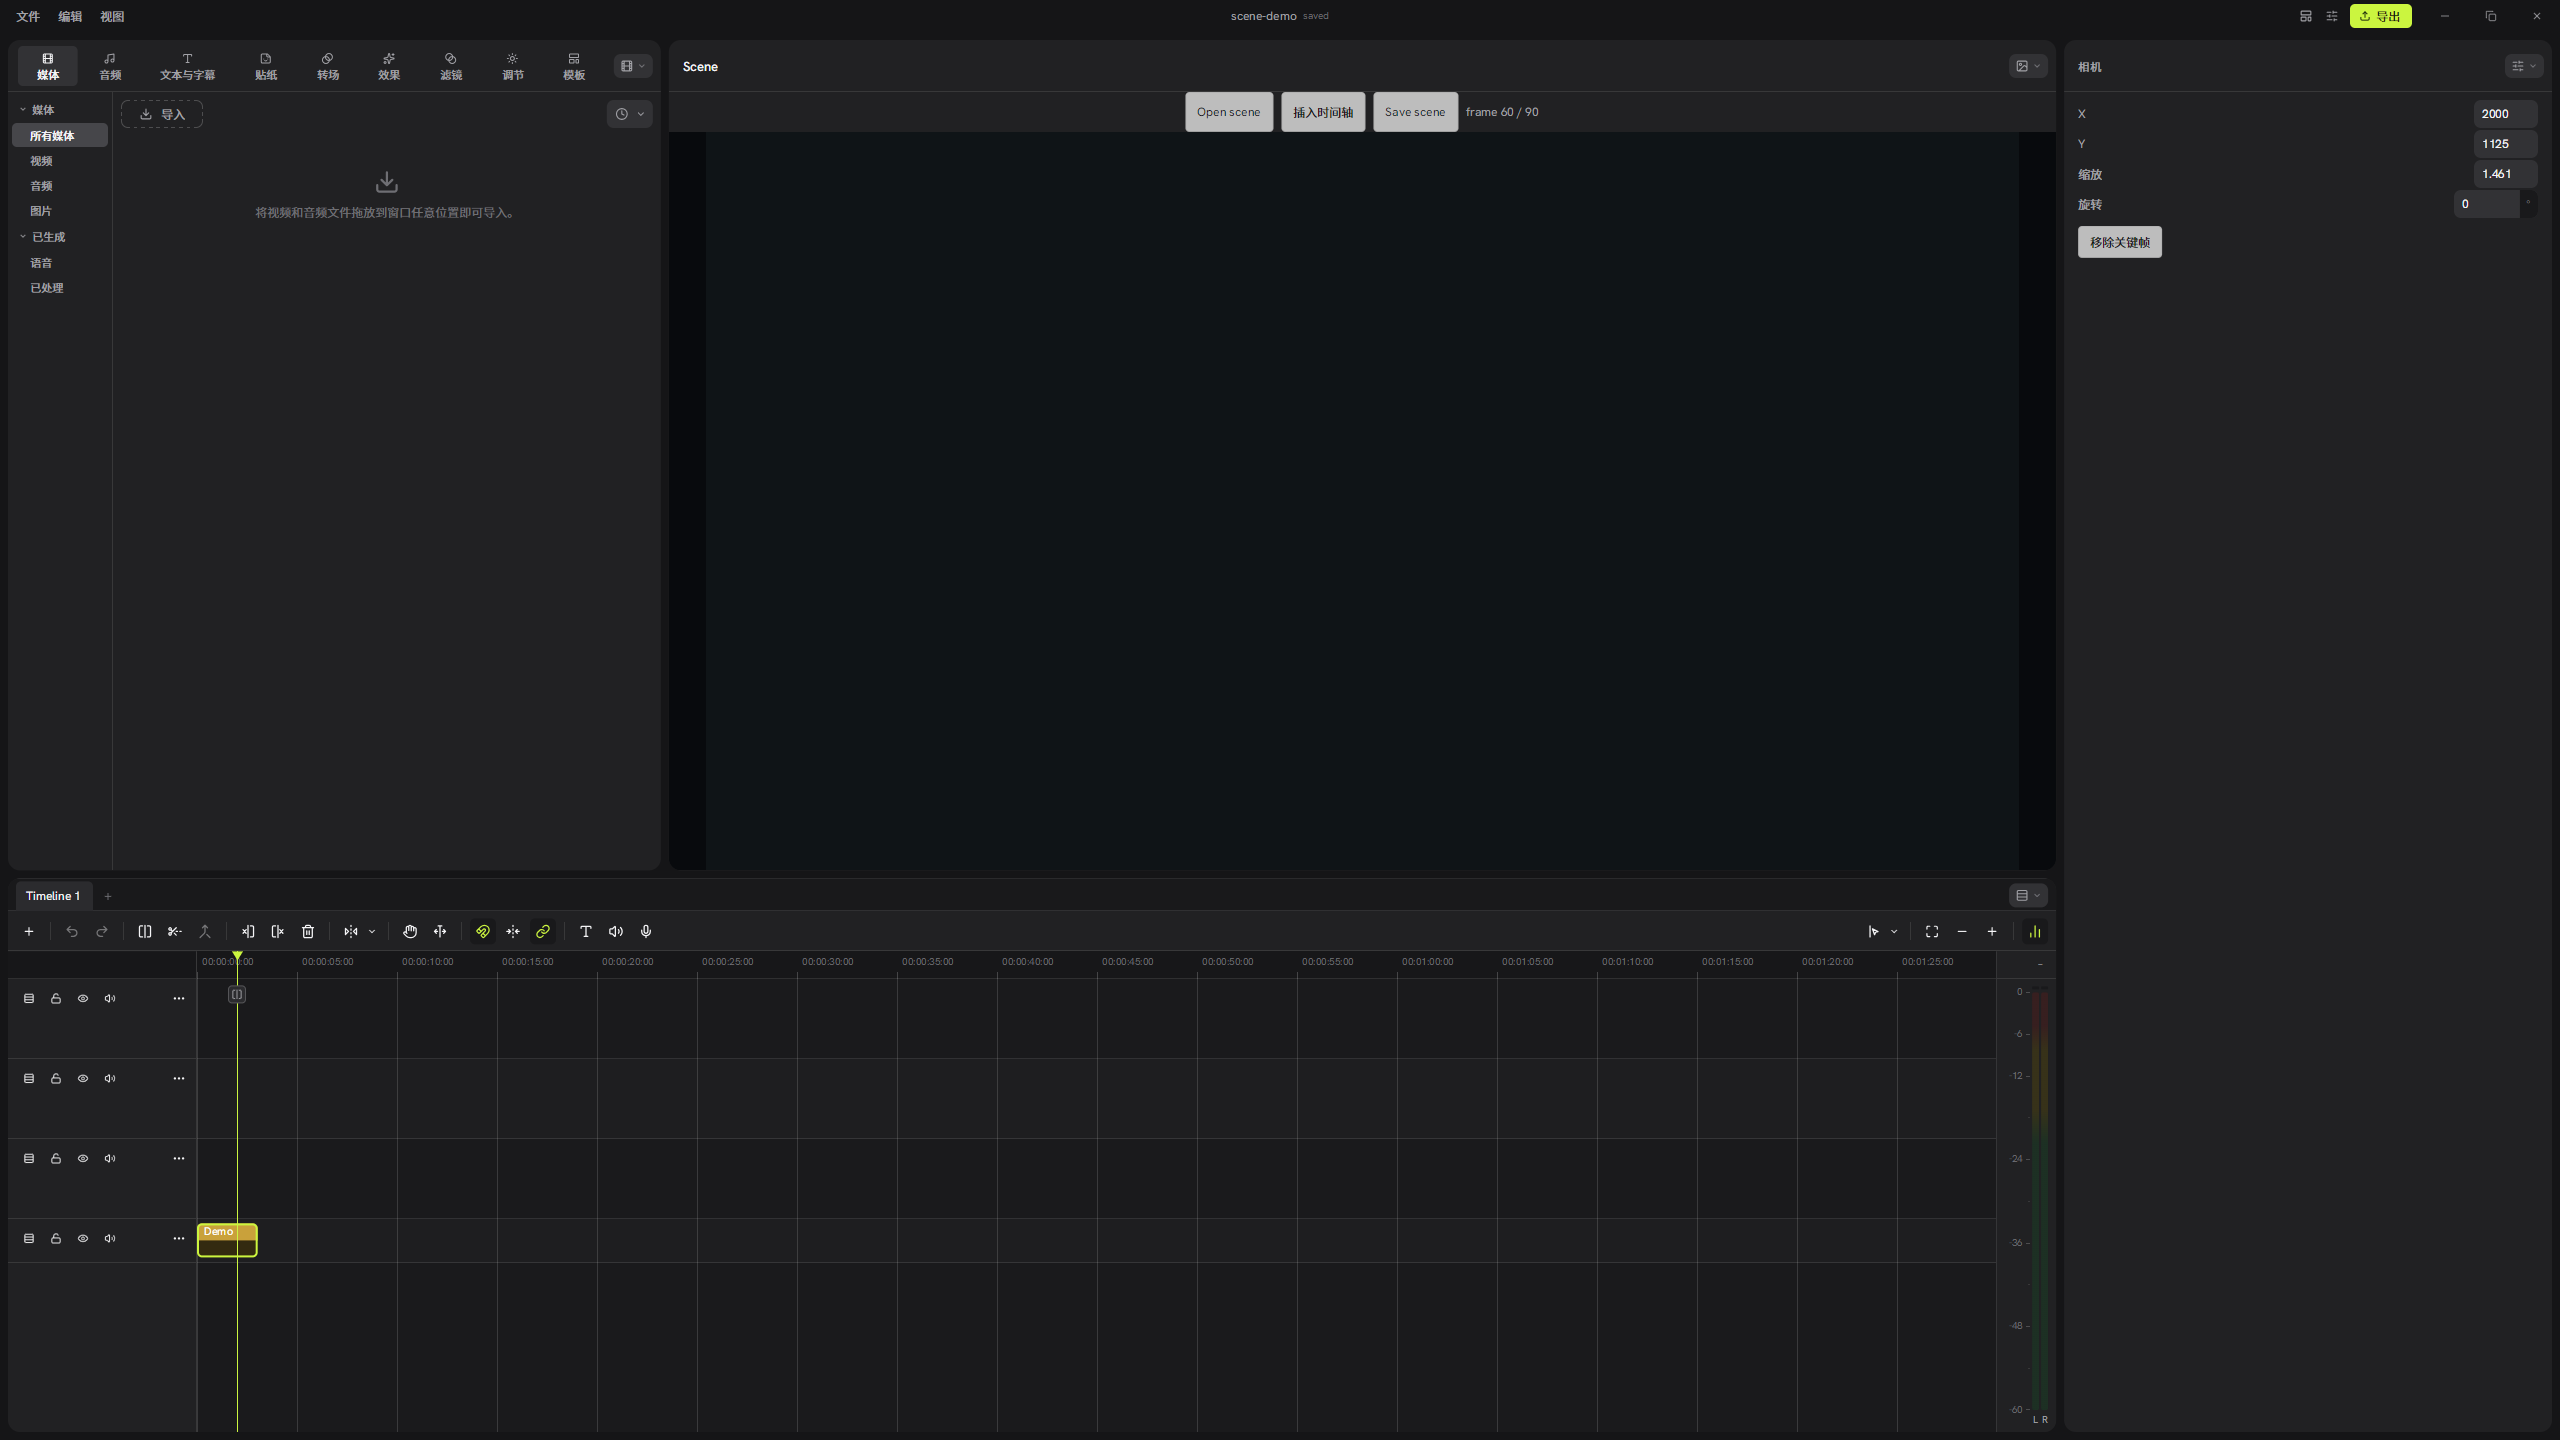 文件 编辑 视图
scene-demo saved
导出
媒体 音频 文本与字幕 贴纸 转场 效果 滤镜 调节 模板
媒体
所有媒体
视频
音频
图片
已生成
语音
已处理
导入
将视频和音频文件拖放到窗口任意位置即可导入。
Scene
Open scene 插入时间轴 Save scene frame 60 / 90
相机
X 2000
Y 1125
缩放 1.461
旋转 0 °
移除关键帧
Timeline 1
00:00:05:00 00:00:10:00 00:00:15:00 00:00:20:00 00:00:25:00 00:00:30:00 00:00:35:00 00:00:40:00 00:00:45:00 00:00:50:00 00:00:55:00 00:01:00:00 00:01:05:00 00:01:10:00 00:01:15:00 00:01:20:00 00:01:25:00
Demo
0
-6
-12
-24
-36
-48
-60
L R